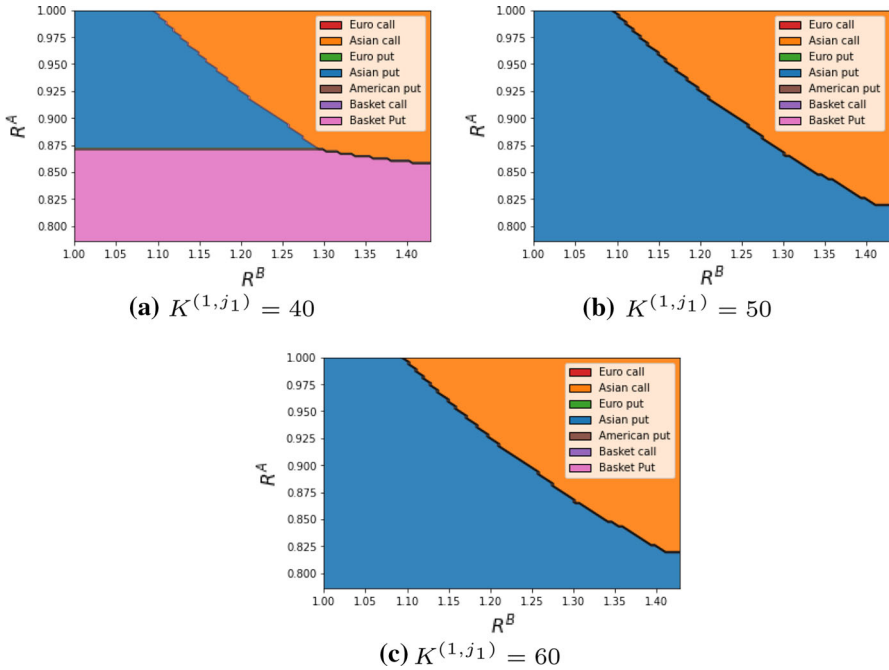 1.000
0.975
0.950
0.925
0.900
0.875
0.850
0.825
0.800
R^A
Euro call
Asian call
Euro put
Asian put
American put
Basket call
Basket Put
1.00 1.05 1.10 1.15 1.20 1.25 1.30 1.35 1.40
R^B
(a) K^(1,j_1) = 40
1.000
0.975
0.950
0.925
0.900
0.875
0.850
0.825
0.800
R^A
Euro call
Asian call
Euro put
Asian put
American put
Basket call
Basket Put
1.00 1.05 1.10 1.15 1.20 1.25 1.30 1.35 1.40
R^B
(b) K^(1,j_1) = 50
1.000
0.975
0.950
0.925
0.900
0.875
0.850
0.825
0.800
R^A
Euro call
Asian call
Euro put
Asian put
American put
Basket call
Basket Put
1.00 1.05 1.10 1.15 1.20 1.25 1.30 1.35 1.40
R^B
(c) K^(1,j_1) = 60